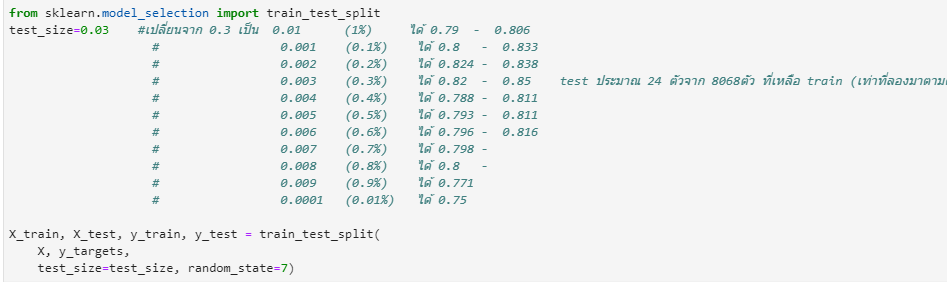 from sklearn.model_selection import train_test_split
test_size=0.03    #เปลี่ยนจาก 0.3 เป็น  0.01      (1%)     ได้ 0.79  -  0.806
#                0.001    (0.1%)    ได้ 0.8   -  0.833
#                0.002    (0.2%)    ได้ 0.824 -  0.838
#                0.003    (0.3%)    ได้ 0.82  -  0.85    test ประมาณ 24 ตัวจาก 8068ตัว ที่เหลือ train (เท่าที่ลองมาตาม
#                0.004    (0.4%)    ได้ 0.788 -  0.811
#                0.005    (0.5%)    ได้ 0.793 -  0.811
#                0.006    (0.6%)    ได้ 0.796 -  0.816
#                0.007    (0.7%)    ได้ 0.798 -
#                0.008    (0.8%)    ได้ 0.8   -
#                0.009    (0.9%)    ได้ 0.771
#                0.0001   (0.01%)   ได้ 0.75
X_train, X_test, y_train, y_test = train_test_split(
    X, y_targets,
    test_size=test_size, random_state=7)